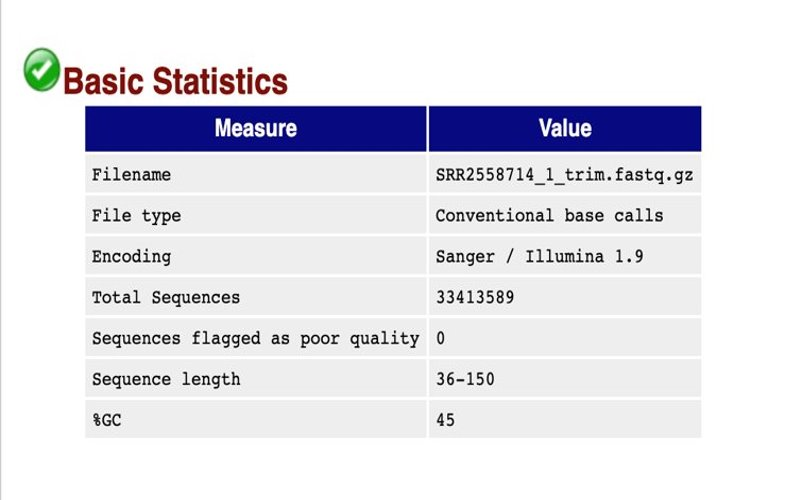 Basic Statistics
Measure Value
Filename SRR2558714_1_trim.fastq.gz
File type Conventional base calls
Encoding Sanger / Illumina 1.9
Total Sequences 33413589
Sequences flagged as poor quality 0
Sequence length 36-150
%GC 45